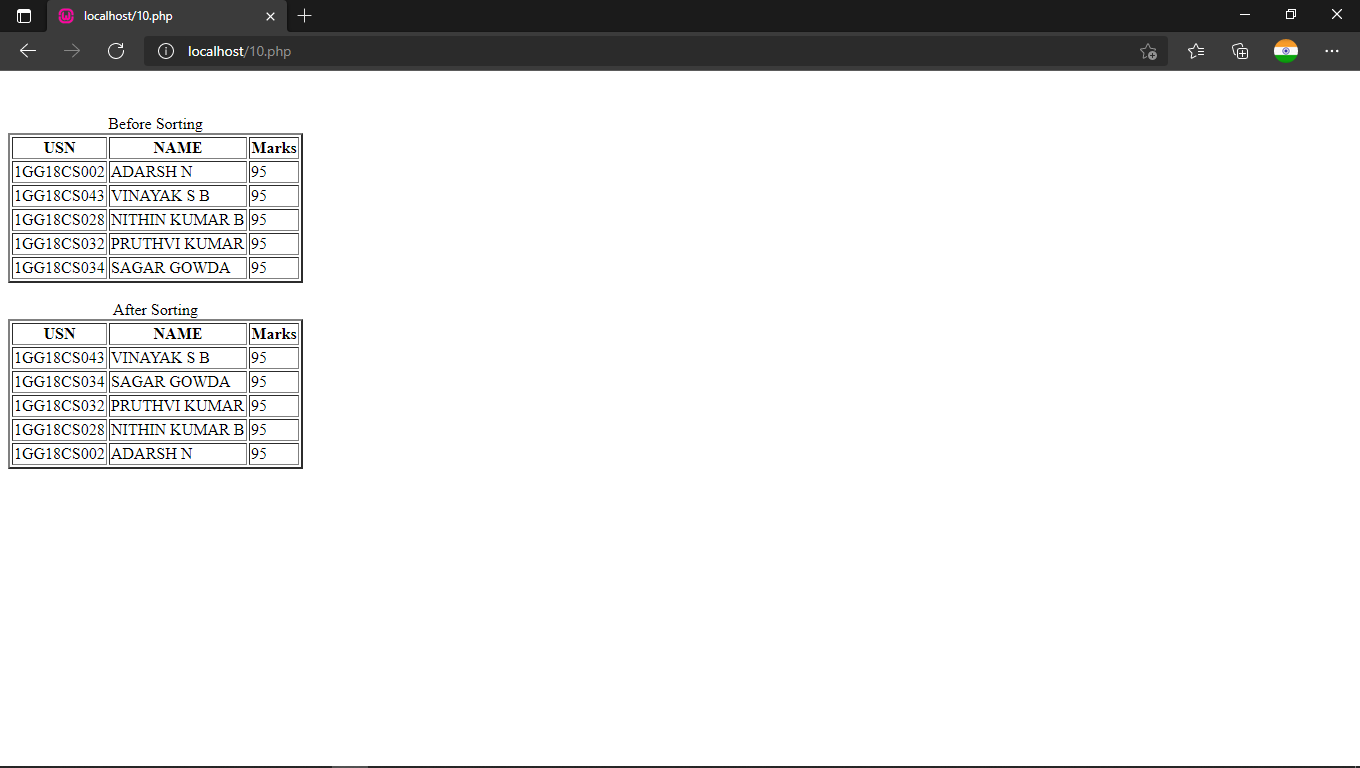 localhost/10.php
localhost/10.php
Before Sorting
USN NAME Marks
1GG18CS002 ADARSH N 95
1GG18CS043 VINAYAK S B 95
1GG18CS028 NITHIN KUMAR B 95
1GG18CS032 PRUTHVI KUMAR 95
1GG18CS034 SAGAR GOWDA 95
After Sorting
USN NAME Marks
1GG18CS043 VINAYAK S B 95
1GG18CS034 SAGAR GOWDA 95
1GG18CS032 PRUTHVI KUMAR 95
1GG18CS028 NITHIN KUMAR B 95
1GG18CS002 ADARSH N 95